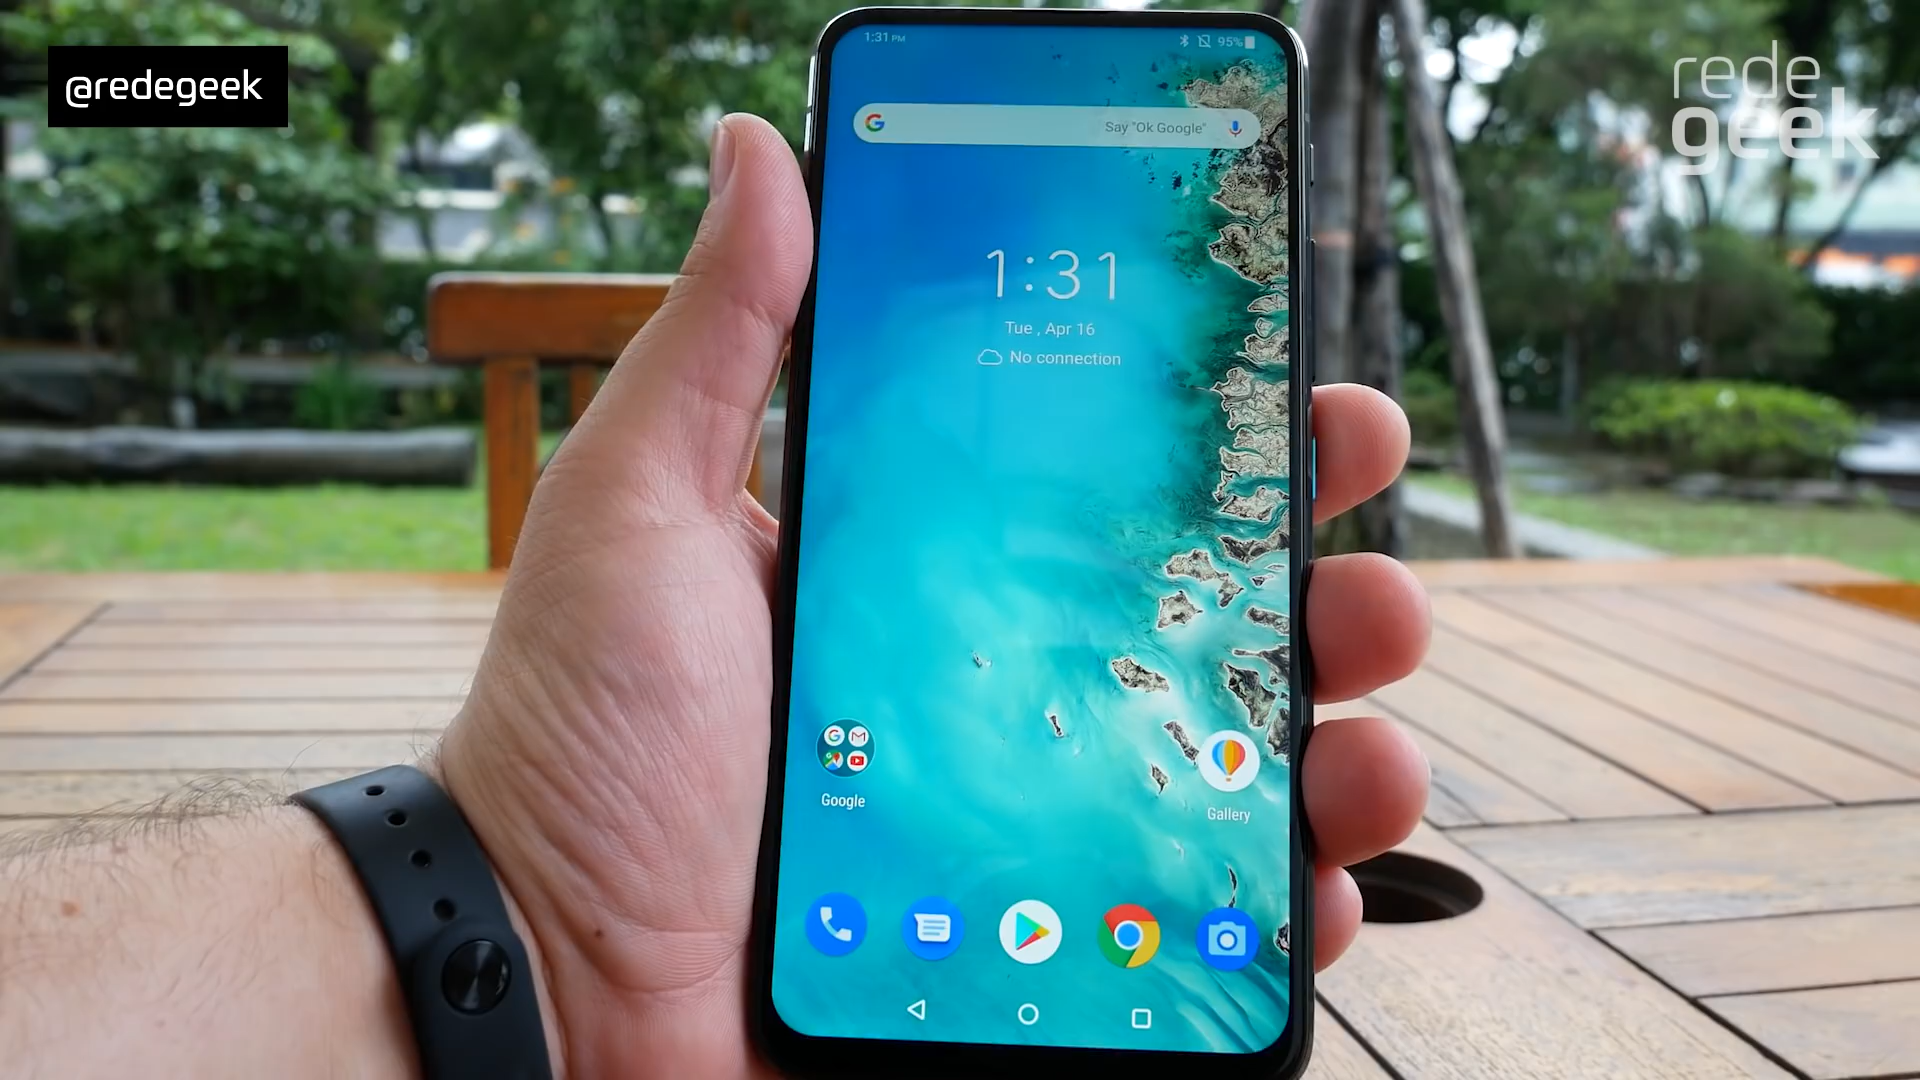 @redegeek
rede
geek
1:31 PM
95%
Say "Ok Google"
1:31
Tue , Apr 16
No connection
Google
Gallery